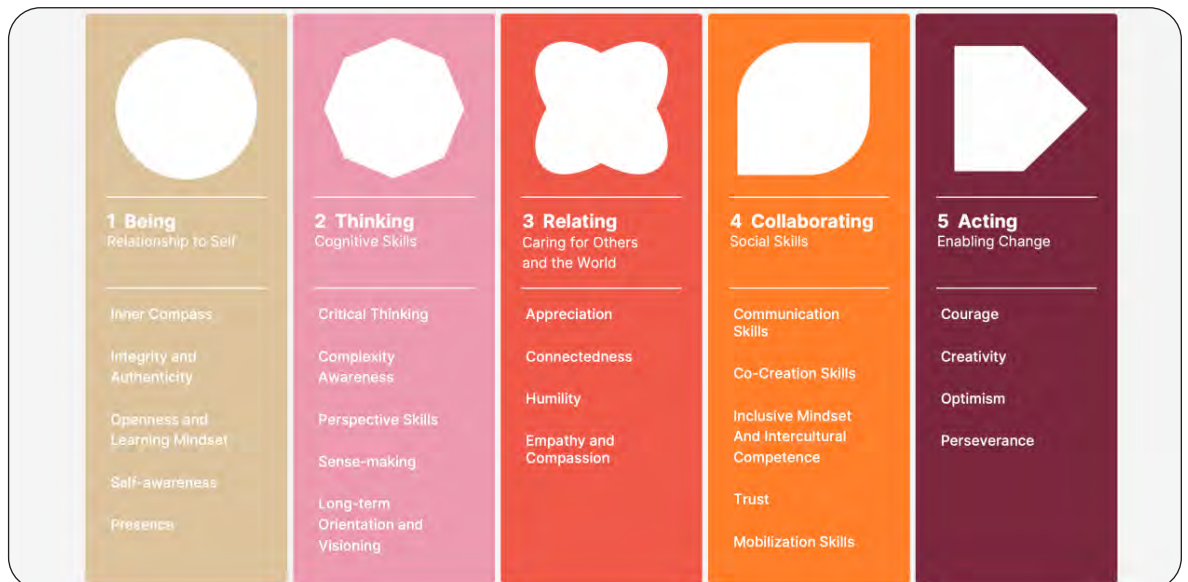 1 Being
Relationship to Self
Inner Compass
Integrity and
Authenticity
Openness and
Learning Mindset
Self-awareness
Presence
2 Thinking
Cognitive Skills
Critical Thinking
Complexity
Awareness
Perspective Skills
Sense-making
Long-term
Orientation and
Visioning
3 Relating
Caring for Others
and the World
Appreciation
Connectedness
Humility
Empathy and
Compassion
4 Collaborating
Social Skills
Communication
Skills
Co-Creation Skills
Inclusive Mindset
And Intercultural
Competence
Trust
Mobilization Skills
5 Acting
Enabling Change
Courage
Creativity
Optimism
Perseverance